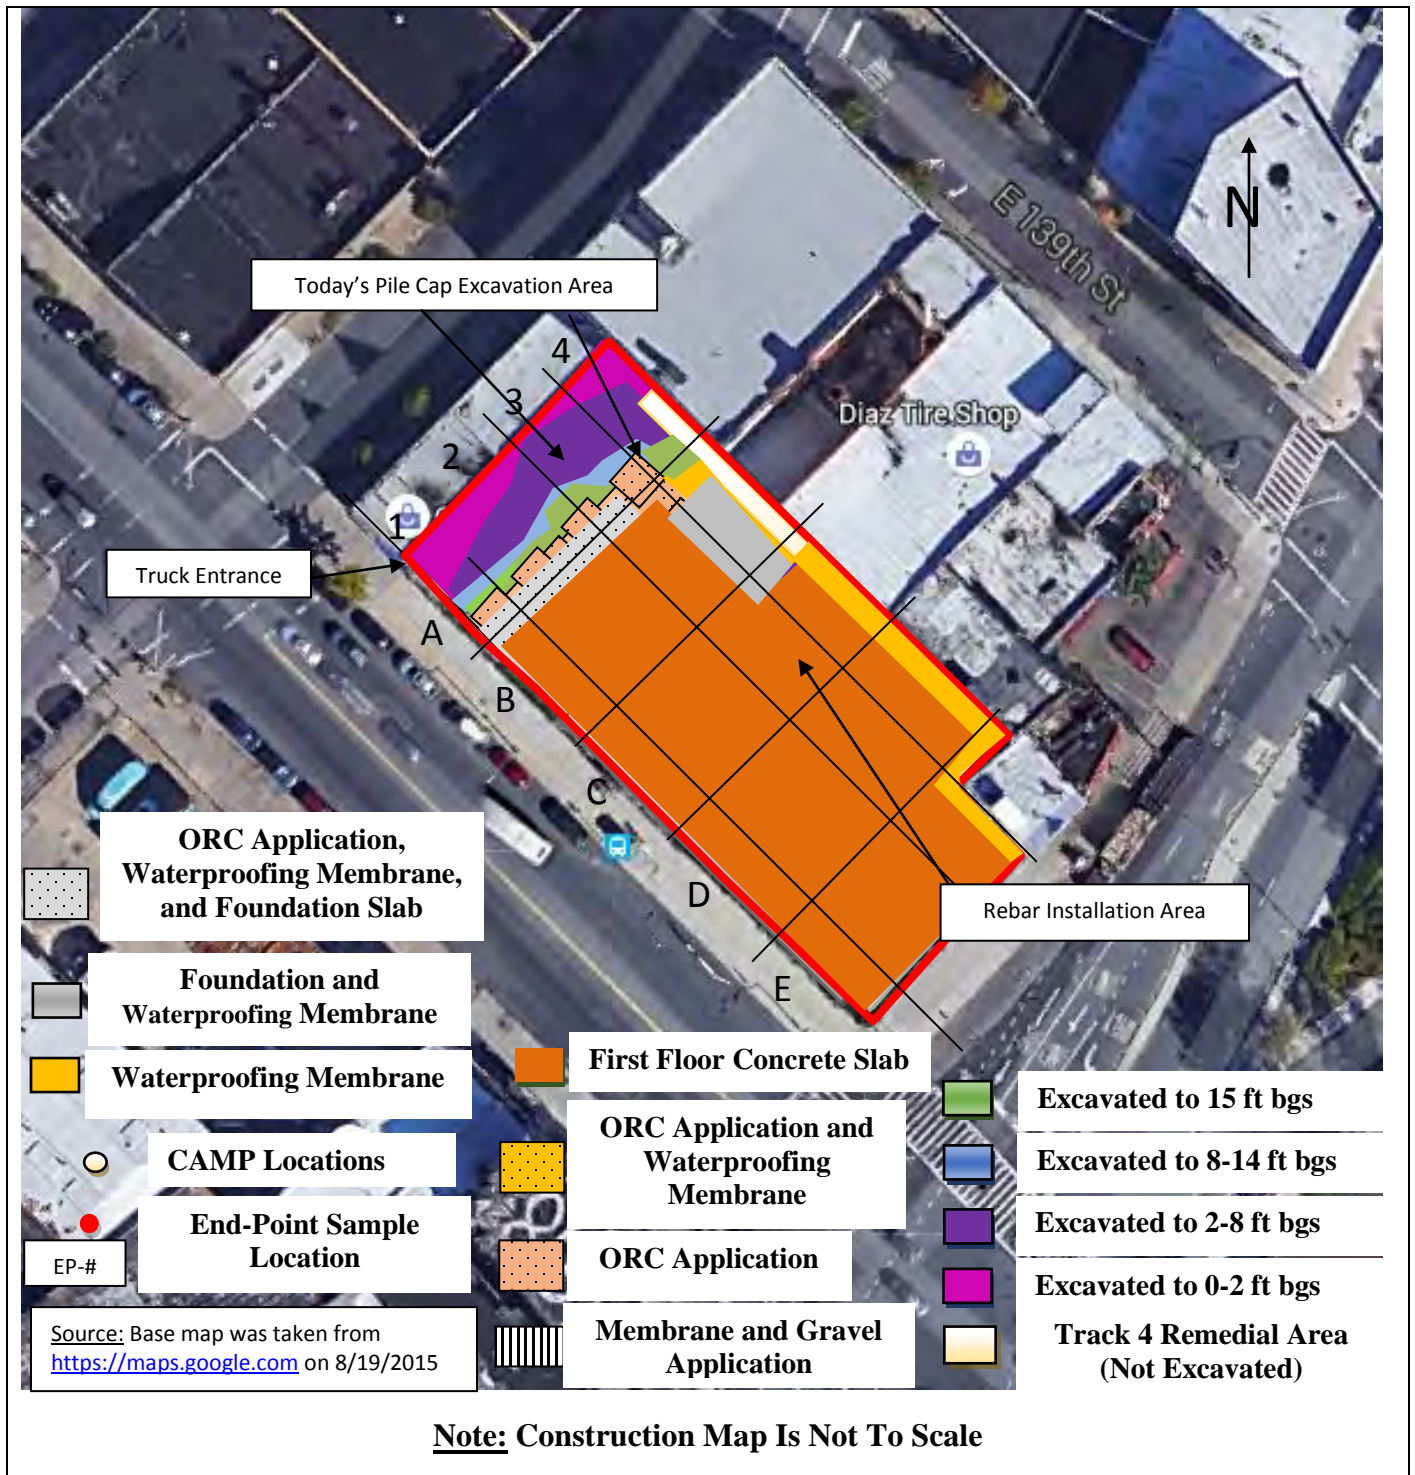 E 139th St
N
Today's Pile Cap Excavation Area
4
3
2
1
Diaz Tire Shop
Truck Entrance
A
B
C
D
E
Rebar Installation Area
ORC Application,
Waterproofing Membrane,
and Foundation Slab
Foundation and
Waterproofing Membrane
Waterproofing Membrane
CAMP Locations
End-Point Sample
Location
EP-#
First Floor Concrete Slab
ORC Application and
Waterproofing
Membrane
ORC Application
Membrane and Gravel
Application
Excavated to 15 ft bgs
Excavated to 8-14 ft bgs
Excavated to 2-8 ft bgs
Excavated to 0-2 ft bgs
Track 4 Remedial Area
(Not Excavated)
Source: Base map was taken from
https://maps.google.com on 8/19/2015
Note: Construction Map Is Not To Scale